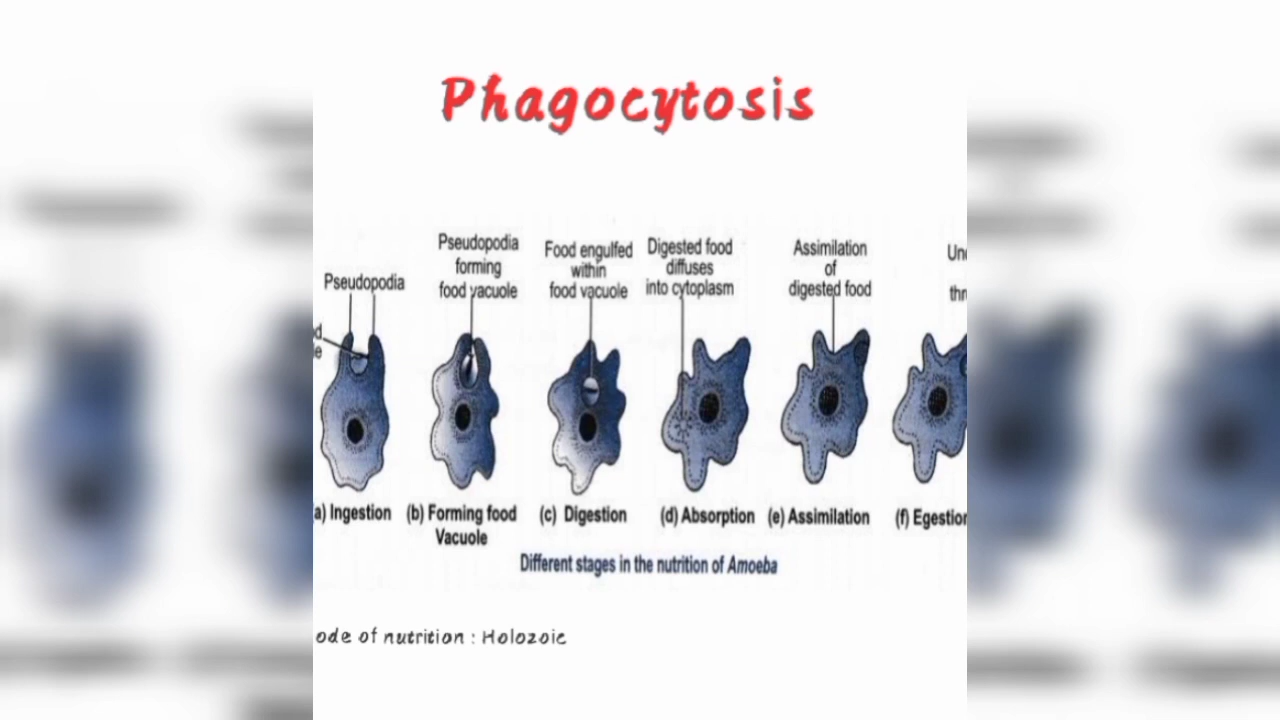 Phagocytosis
Pseudopodia
Pseudopodia
forming
food vacuole
Food engulfed
within
food vacuole
Digested food
diffuses
into cytoplasm
Assimilation
of
digested food
a) Ingestion
(b) Forming food
Vacuole
(c) Digestion
(d) Absorption
(e) Assimilation
(f) Egestion
Different stages in the nutrition of Amoeba
ode of nutrition : Holozoic